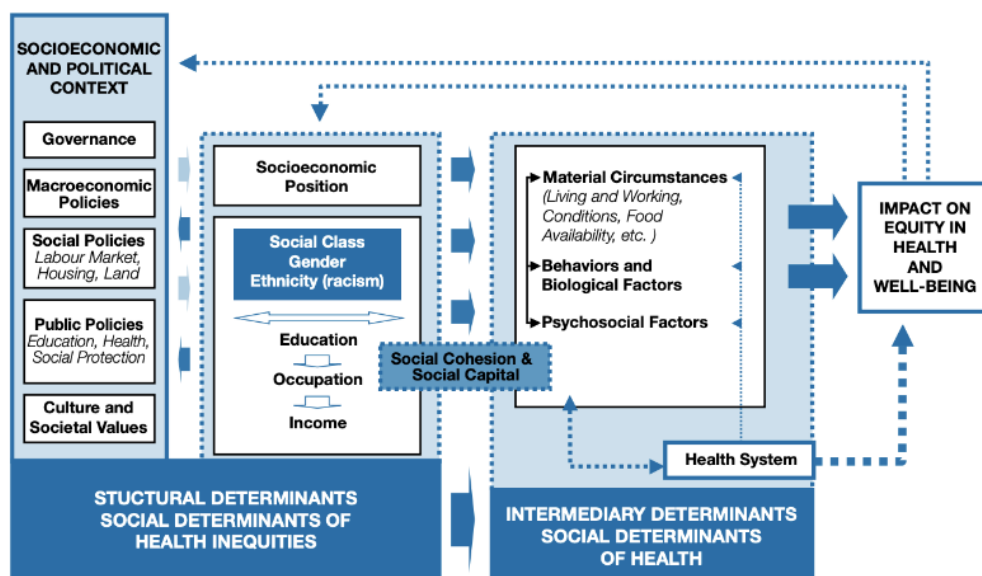 SOCIOECONOMIC
AND POLITICAL
CONTEXT
Governance
Macroeconomic
Policies
Social Policies
Labour Market,
Housing, Land
Public Policies
Education, Health,
Social Protection
Culture and
Societal Values
Socioeconomic
Position
Social Class
Gender
Ethnicity (racism)
Education
Occupation
Income
Social Cohesion &
Social Capital
Material Circumstances
(Living and Working,
Conditions, Food
Availability, etc. )
Behaviors and
Biological Factors
Psychosocial Factors
Health System
IMPACT ON
EQUITY IN
HEALTH
AND
WELL-BEING
STUCTURAL DETERMINANTS
SOCIAL DETERMINANTS OF
HEALTH INEQUITIES
INTERMEDIARY DETERMINANTS
SOCIAL DETERMINANTS
OF HEALTH